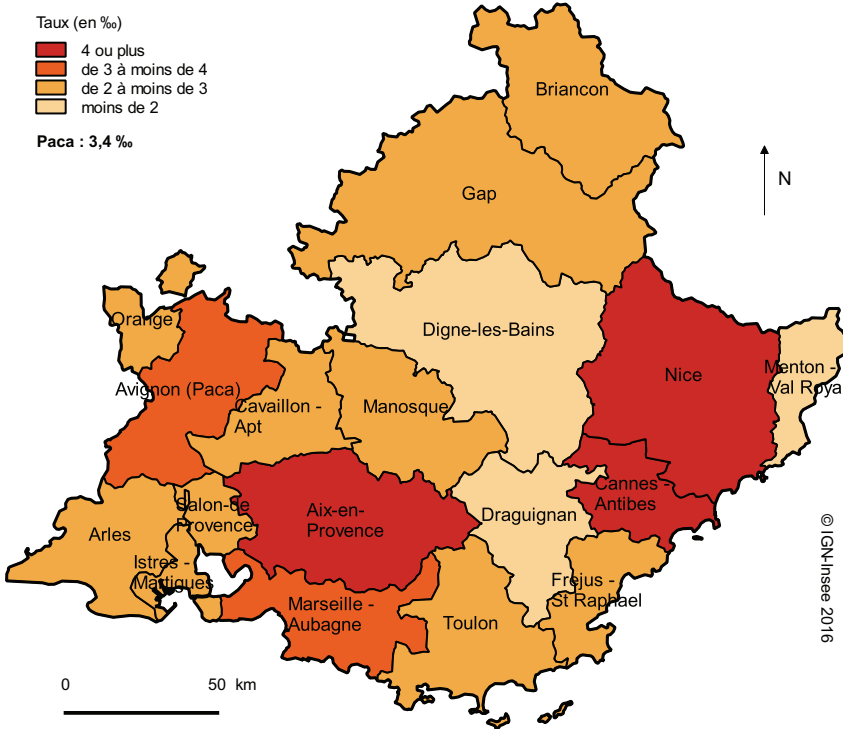 Taux (en ‰)
4 ou plus
de 3 à moins de 4
de 2 à moins de 3
moins de 2
Paca : 3,4 ‰
Briancon
N
Gap
Orange
Digne-les-Bains
Avignon (Paca)
Nice
Menton -
Val Roya
Cavaillon -
Apt
Manosque
Salon-de
Provence
Aix-en-
Provence
Cannes -
Antibes
Draguignan
Arles
Istres -
Martigues
Marseille -
Aubagne
Toulon
Fréjus -
St Raphael
© IGN-Insee 2016
0 50 km